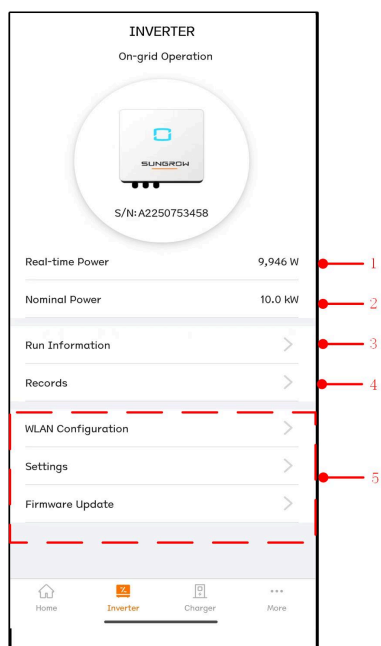 INVERTER
On-grid Operation
SUNGROW
S/N: A2250753458
Real-time Power 9,946 W 1
Nominal Power 10.0 kW 2
Run Information 3
Records 4
WLAN Configuration
Settings 5
Firmware Update
Home Inverter Charger More